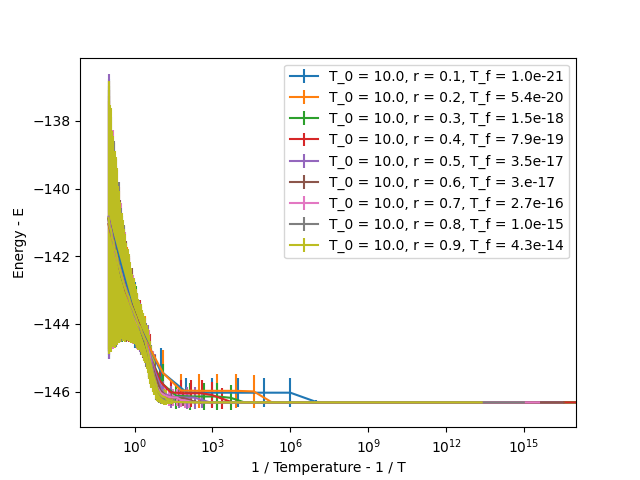 T_0 = 10.0, r = 0.1, T_f = 1.0e-21
T_0 = 10.0, r = 0.2, T_f = 5.4e-20
T_0 = 10.0, r = 0.3, T_f = 1.5e-18
T_0 = 10.0, r = 0.4, T_f = 7.9e-19
T_0 = 10.0, r = 0.5, T_f = 3.5e-17
T_0 = 10.0, r = 0.6, T_f = 3.e-17
T_0 = 10.0, r = 0.7, T_f = 2.7e-16
T_0 = 10.0, r = 0.8, T_f = 1.0e-15
T_0 = 10.0, r = 0.9, T_f = 4.3e-14
Energy - E
−138
−140
−142
−144
−146
10⁰ 10³ 10⁶ 10⁹ 10¹² 10¹⁵
1 / Temperature - 1 / T